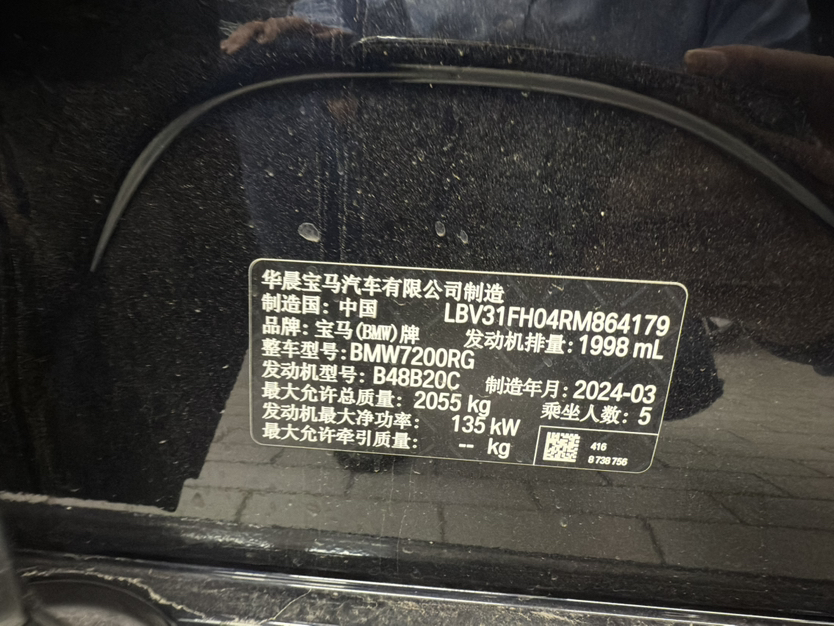 华晨宝马汽车有限公司制造
制造国: 中国 LBV31FH04RM864179
品牌: 宝马(BMW)牌 发动机排量: 1998 mL
整车型号: BMW7200RG
发动机型号: B48B20C 制造年月: 2024-03
最大允许总质量: 2055 kg 乘坐人数: 5
发动机最大净功率: 135 kW
最大允许牵引质量: -- kg
416
8 738 756